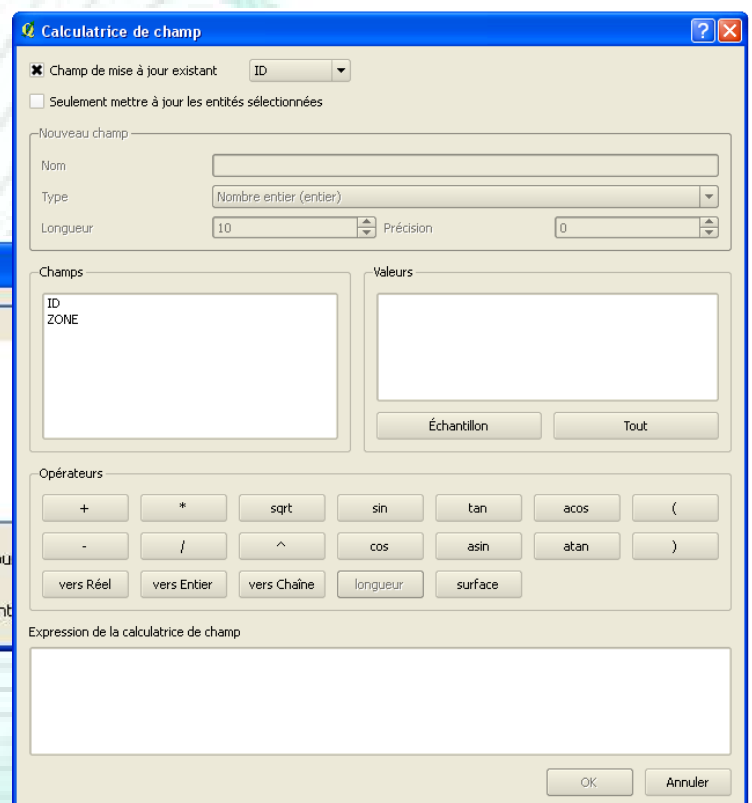 Calculatrice de champ
Champ de mise à jour existant ID
Seulement mettre à jour les entités sélectionnées
Nouveau champ
Nom
Type Nombre entier (entier)
Longueur 10 Précision 0
Champs
ID
ZONE
Valeurs
Échantillon Tout
Opérateurs
+ * sqrt sin tan acos (
- / ^ cos asin atan )
vers Réel vers Entier vers Chaîne longueur surface
Expression de la calculatrice de champ
OK Annuler